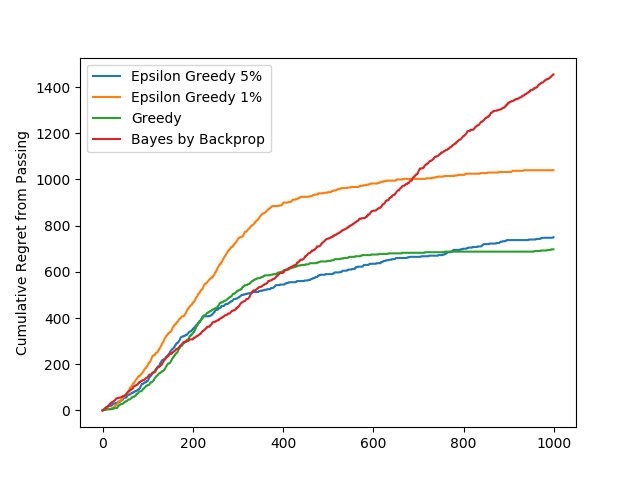 Epsilon Greedy 5%
Epsilon Greedy 1%
Greedy
Bayes by Backprop
Cumulative Regret from Passing
1400
1200
1000
800
600
400
200
0
0 200 400 600 800 1000